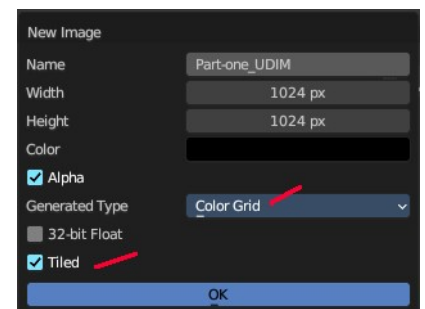 New Image
Name Part-one_UDIM
Width 1024 px
Height 1024 px
Color
Alpha
Generated Type Color Grid
32-bit Float
Tiled
OK